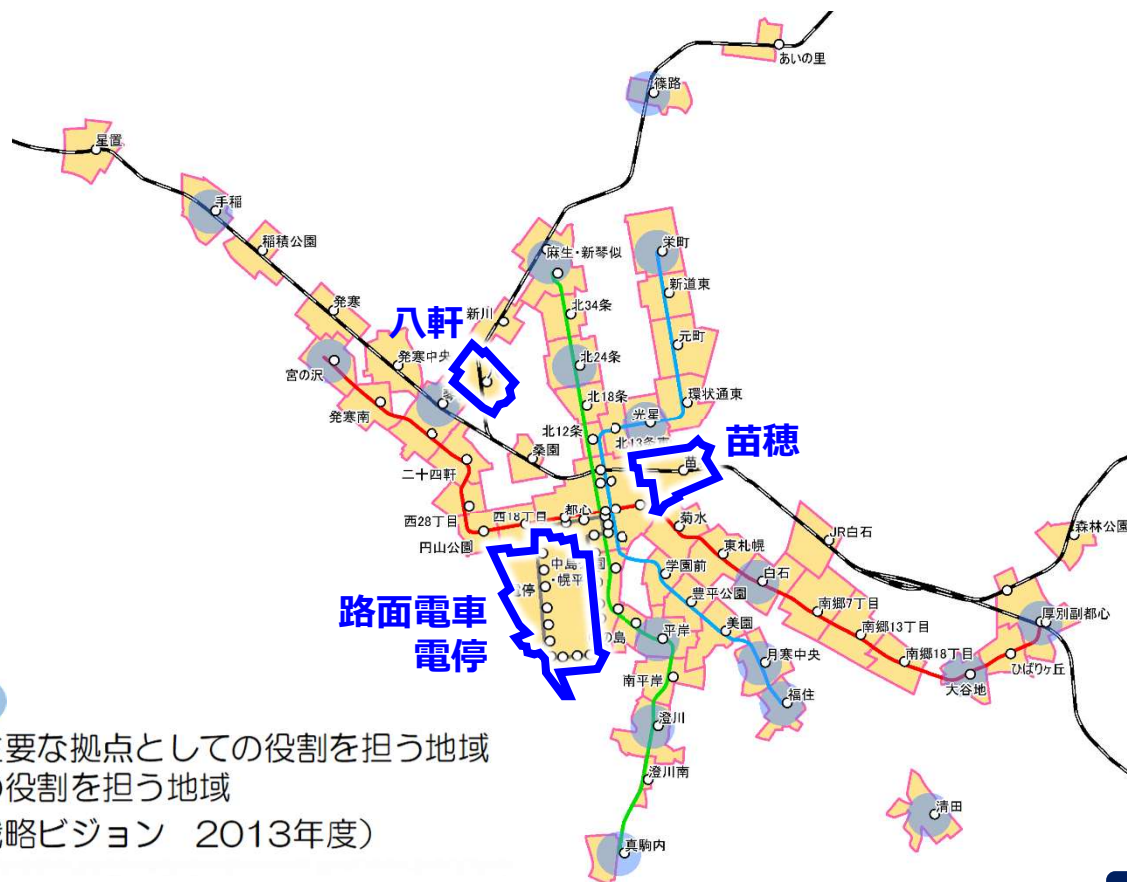 あいの里
篠路
星置
手稲
稲積公園
麻生・新琴似
栄町
新道東
発寒
新川
北34条
八軒
元町
発寒中央
北24条
宮の沢
環状通東
発寒南
北18条
光星
北12条
苗穂
桑園
苗
二十四軒
西28丁目
西18丁目
都心
菊水
JR白石
森林公園
円山公園
東札幌
中島
学園前
白石
・幌平
電停
豊平公園
南郷7丁目
厚別副都心
路面電車
電停
の島
平岸
美園
南郷13丁目
月寒中央
南郷18丁目
ひばりヶ丘
南平岸
大谷地
福住
澄川
主要な拠点としての役割を担う地域
の役割を担う地域
澄川南
清田
戦略ビジョン 2013年度)
真駒内